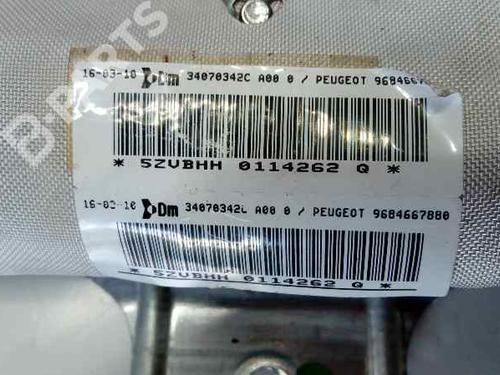 B-PARTS
16-03-10 Dm 34070342C A00 0 / PEUGEOT 9684667
* 5ZVBHH 0114262 Q *
16-03-10 Dm 34070342C A00 0 / PEUGEOT 9684667880
* 5ZVBHH 0114262 Q *